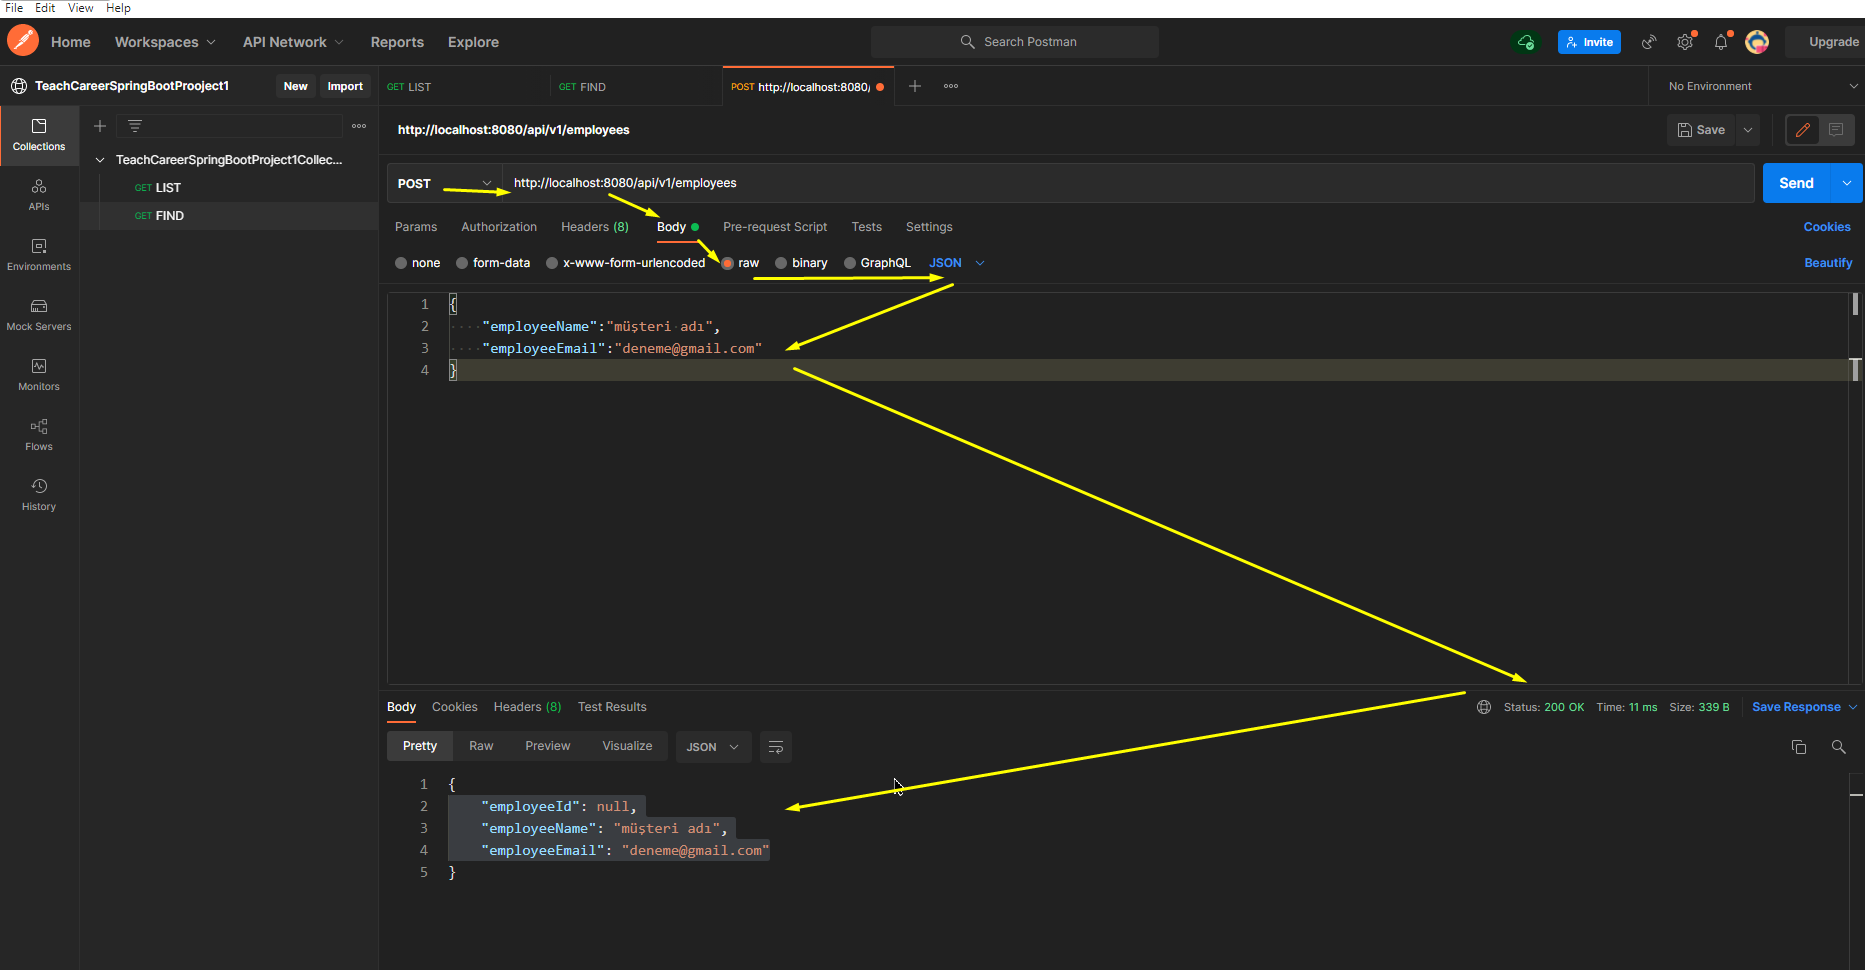 File Edit View Help
Home Workspaces API Network Reports Explore Search Postman Invite Upgrade
TeachCareerSpringBootProoject1 New Import GET LIST GET FIND POST http://localhost:8080/ No Environment
Collections
APIs
Environments
Mock Servers
Monitors
Flows
History
TeachCareerSpringBootProject1Collec...
GET LIST
GET FIND
http://localhost:8080/api/v1/employees Save
POST http://localhost:8080/api/v1/employees Send
Params Authorization Headers (8) Body Pre-request Script Tests Settings Cookies
none form-data x-www-form-urlencoded raw binary GraphQL JSON Beautify
1 {
2 "employeeName":"müşteri adı",
3 "employeeEmail":"deneme@gmail.com"
4 }
Body Cookies Headers (8) Test Results Status: 200 OK Time: 11 ms Size: 339 B Save Response
Pretty Raw Preview Visualize JSON
1 {
2 "employeeId": null,
3 "employeeName": "müşteri adı",
4 "employeeEmail": "deneme@gmail.com"
5 }